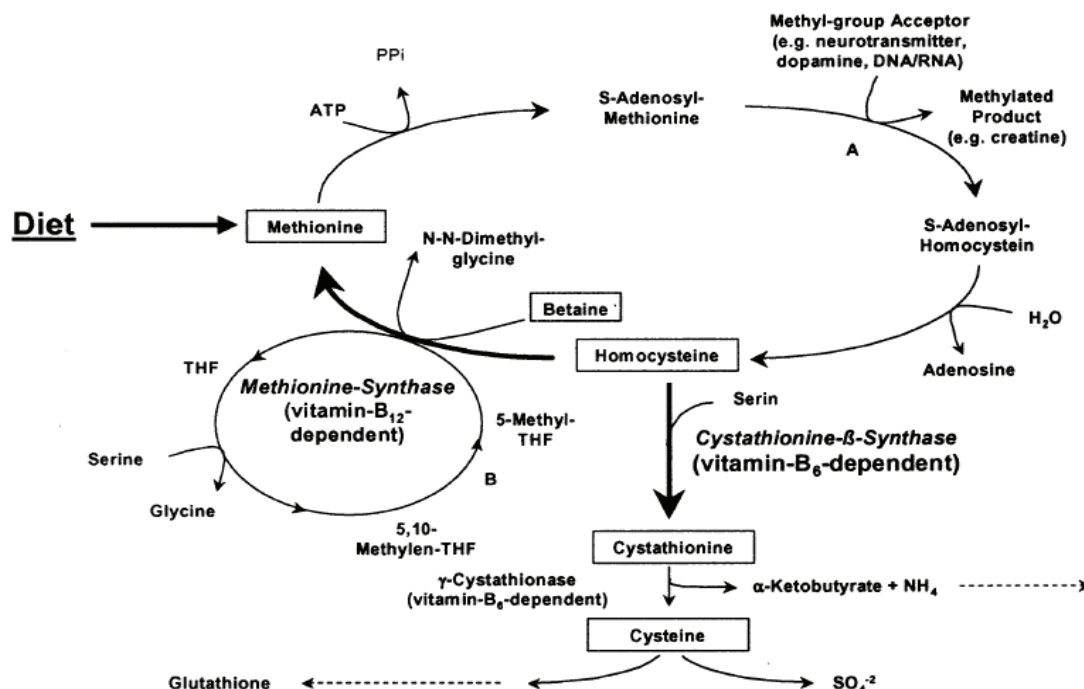 Methyl-group Acceptor
(e.g. neurotransmitter,
dopamine, DNA/RNA)
PPi
ATP
S-Adenosyl-
Methionine
Methylated
Product
(e.g. creatine)
A
Diet
Methionine
N-N-Dimethyl-
glycine
S-Adenosyl-
Homocystein
Betaine
H₂O
Homocysteine
Adenosine
THF
Methionine-Synthase
(vitamin-B₁₂-
dependent)
5-Methyl-
THF
Serin
Cystathionine-ß-Synthase
(vitamin-B₆-dependent)
Serine
B
Glycine
5,10-
Methylen-THF
Cystathionine
γ-Cystathionase
(vitamin-B₆-dependent)
α-Ketobutyrate + NH₄
Cysteine
Glutathione
SO₄⁻²